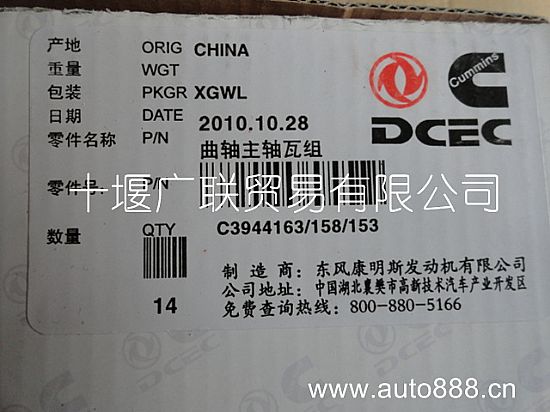 产地 ORIG CHINA
重量 WGT
包装 PKGR XGWL
日期 DATE 2010.10.28
零件名称 P/N 曲轴主轴瓦组
零件号 P/N
数量 QTY C3944163/158/153
14
Cummins
DCEC
制造商：东风康明斯发动机有限公司
公司地址：中国湖北襄樊市高新技术汽车产业开发区
免费查询热线：800-880-5166
十堰广联贸易有限公司
DCEC
www.auto888.cn